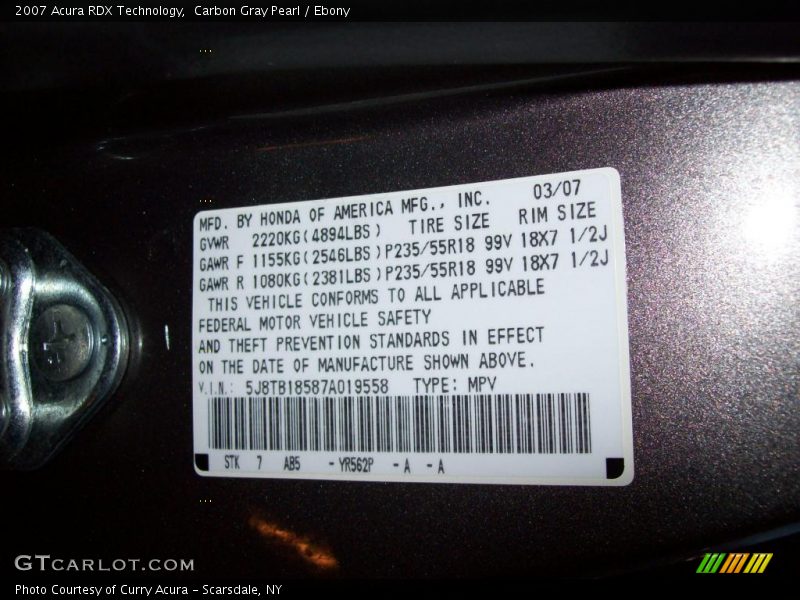 2007 Acura RDX Technology,  Carbon Gray Pearl / Ebony
MFD. BY HONDA OF AMERICA MFG., INC. 03/07
GVWR 2220KG(4894LBS) TIRE SIZE RIM SIZE
GAWR F 1155KG(2546LBS)P235/55R18 99V 18X7 1/2J
GAWR R 1080KG(2381LBS)P235/55R18 99V 18X7 1/2J
THIS VEHICLE CONFORMS TO ALL APPLICABLE
FEDERAL MOTOR VEHICLE SAFETY
AND THEFT PREVENTION STANDARDS IN EFFECT
ON THE DATE OF MANUFACTURE SHOWN ABOVE.
V.I.N.: 5J8TB18587A019558 TYPE: MPV
STK 7 AB5 -YR562P -A -A
GTCARLOT.COM
Photo Courtesy of Curry Acura - Scarsdale, NY